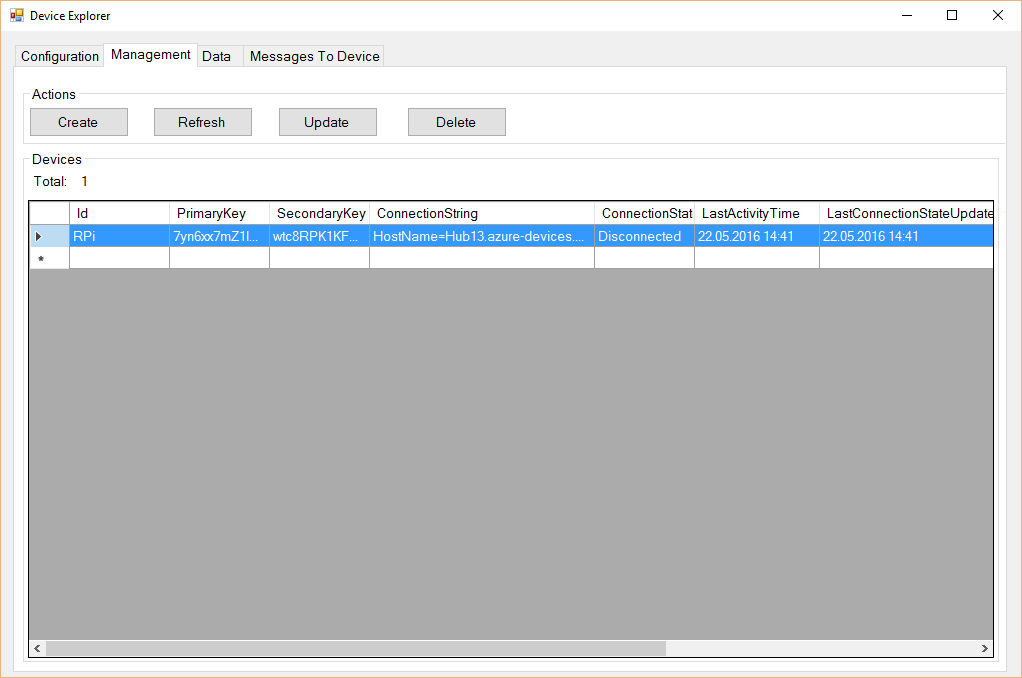 Device Explorer
Configuration Management Data Messages To Device
Actions
Create Refresh Update Delete
Devices
Total: 1
Id PrimaryKey SecondaryKey ConnectionString ConnectionStat LastActivityTime LastConnectionStateUpdate
RPi 7yn6xx7mZ1l... wtc8RPK1KF... HostName=Hub13.azure-devices.... Disconnected 22.05.2016 14:41 22.05.2016 14:41
*